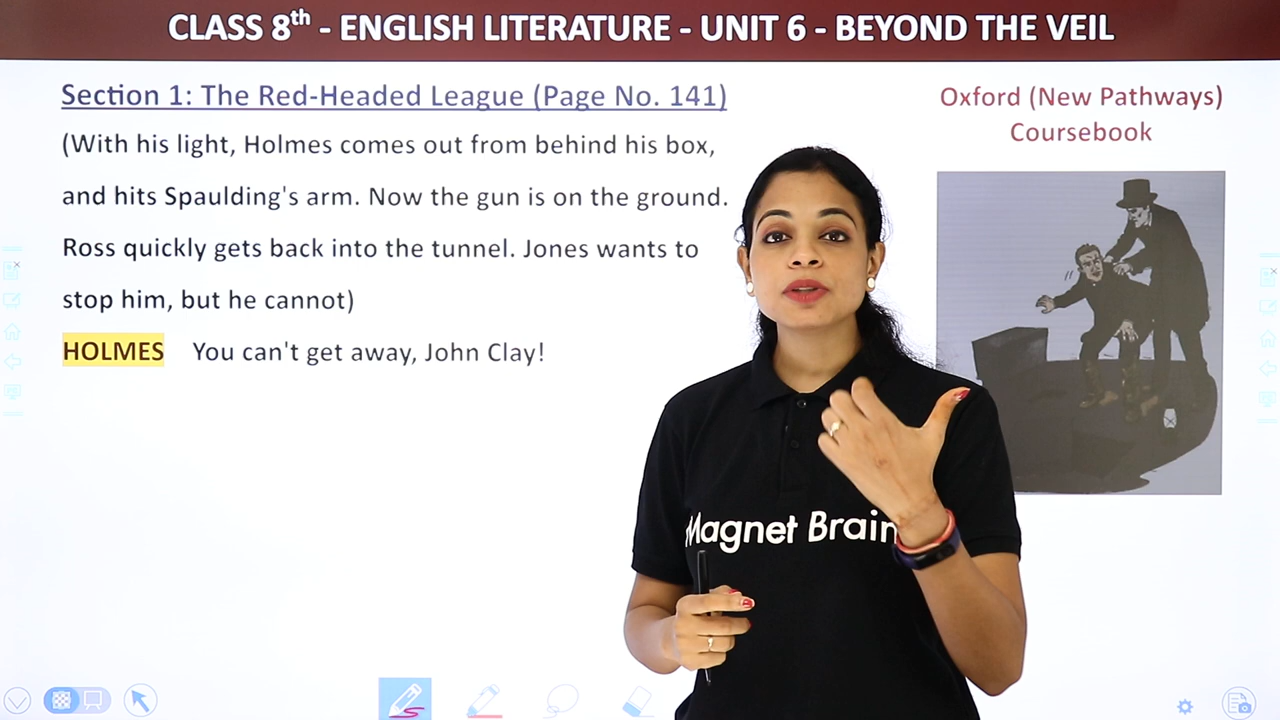 CLASS 8th - ENGLISH LITERATURE - UNIT 6 - BEYOND THE VEIL
Section 1: The Red-Headed League (Page No. 141)
Oxford (New Pathways)
Coursebook
(With his light, Holmes comes out from behind his box,
and hits Spaulding's arm. Now the gun is on the ground.
Ross quickly gets back into the tunnel. Jones wants to
stop him, but he cannot)
HOLMES You can't get away, John Clay!
Magnet Brain